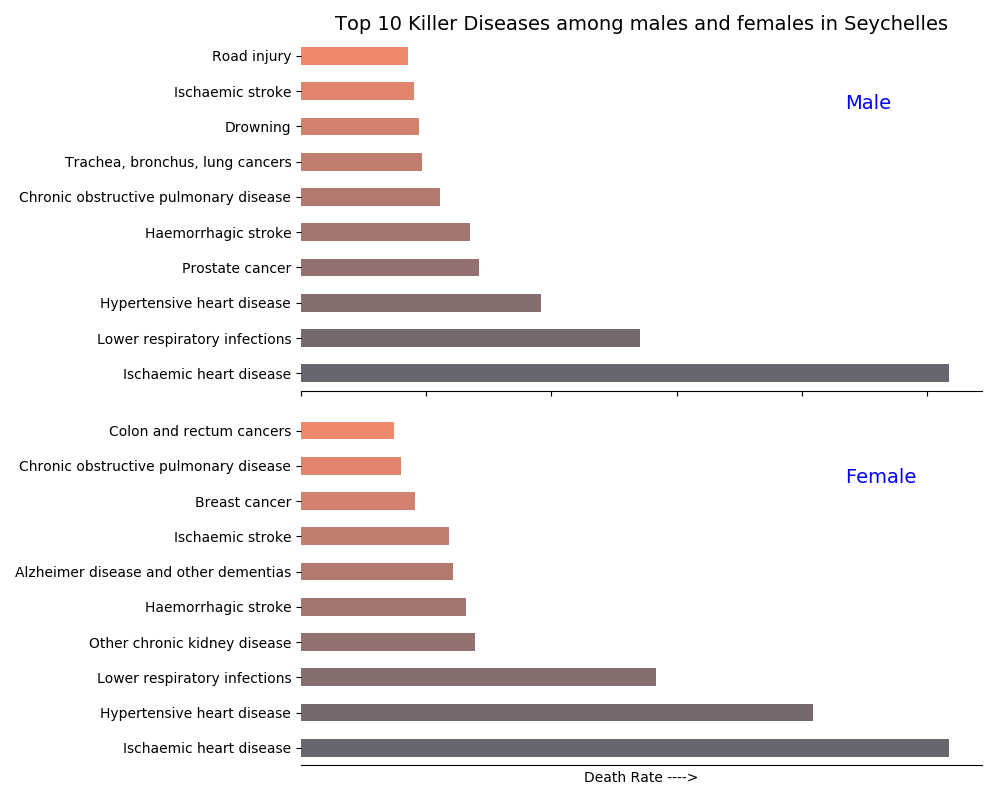 Top 10 Killer Diseases among males and females in Seychelles
Road injury
Ischaemic stroke
Male
Drowning
Trachea, bronchus, lung cancers
Chronic obstructive pulmonary disease
Haemorrhagic stroke
Prostate cancer
Hypertensive heart disease
Lower respiratory infections
Ischaemic heart disease
Colon and rectum cancers
Chronic obstructive pulmonary disease
Female
Breast cancer
Ischaemic stroke
Alzheimer disease and other dementias
Haemorrhagic stroke
Other chronic kidney disease
Lower respiratory infections
Hypertensive heart disease
Ischaemic heart disease
Death Rate ---->